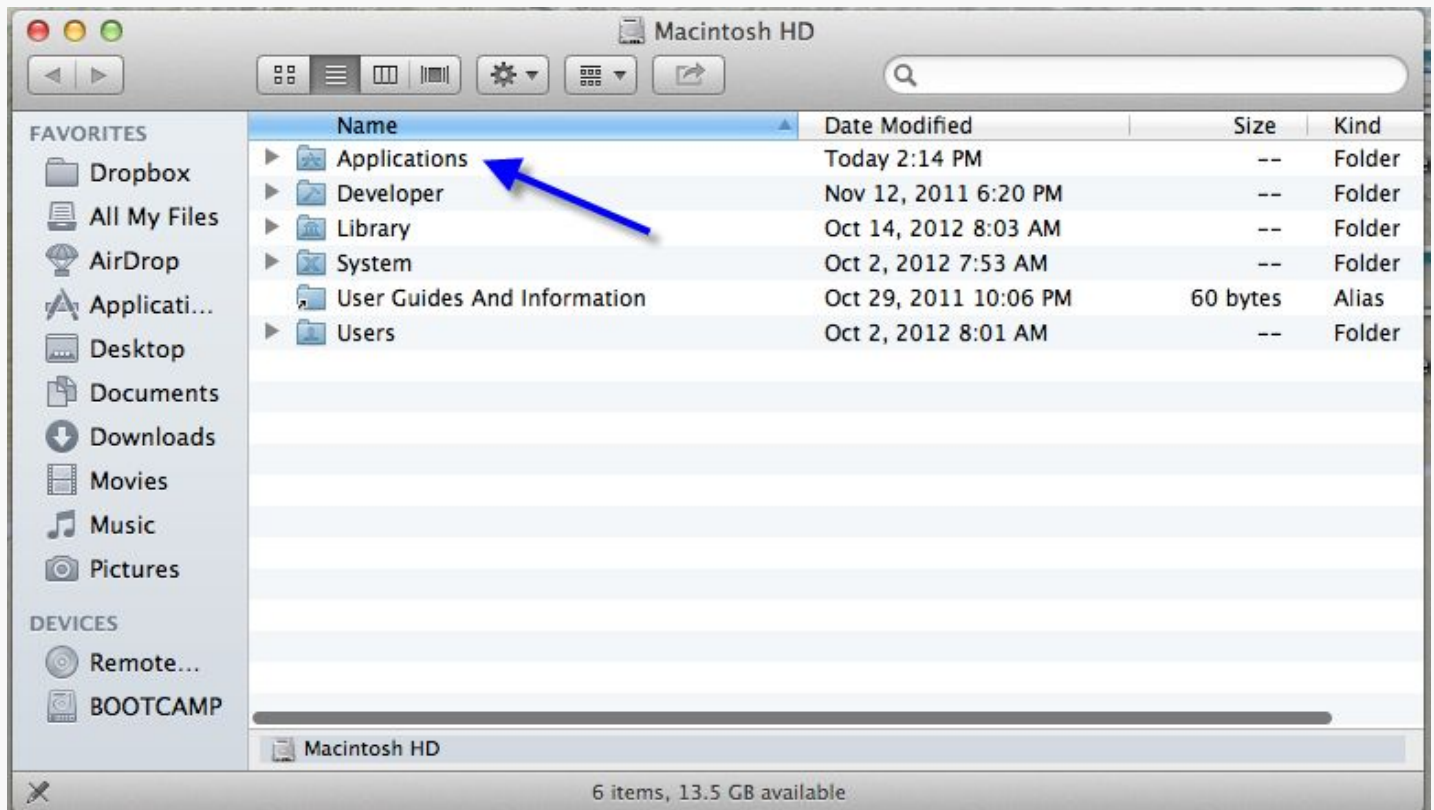 Macintosh HD
FAVORITES
Dropbox
All My Files
AirDrop
Applicati...
Desktop
Documents
Downloads
Movies
Music
Pictures
DEVICES
Remote...
BOOTCAMP
Name Date Modified Size Kind
Applications Today 2:14 PM -- Folder
Developer Nov 12, 2011 6:20 PM -- Folder
Library Oct 14, 2012 8:03 AM -- Folder
System Oct 2, 2012 7:53 AM -- Folder
User Guides And Information Oct 29, 2011 10:06 PM 60 bytes Alias
Users Oct 2, 2012 8:01 AM -- Folder
Macintosh HD
6 items, 13.5 GB available